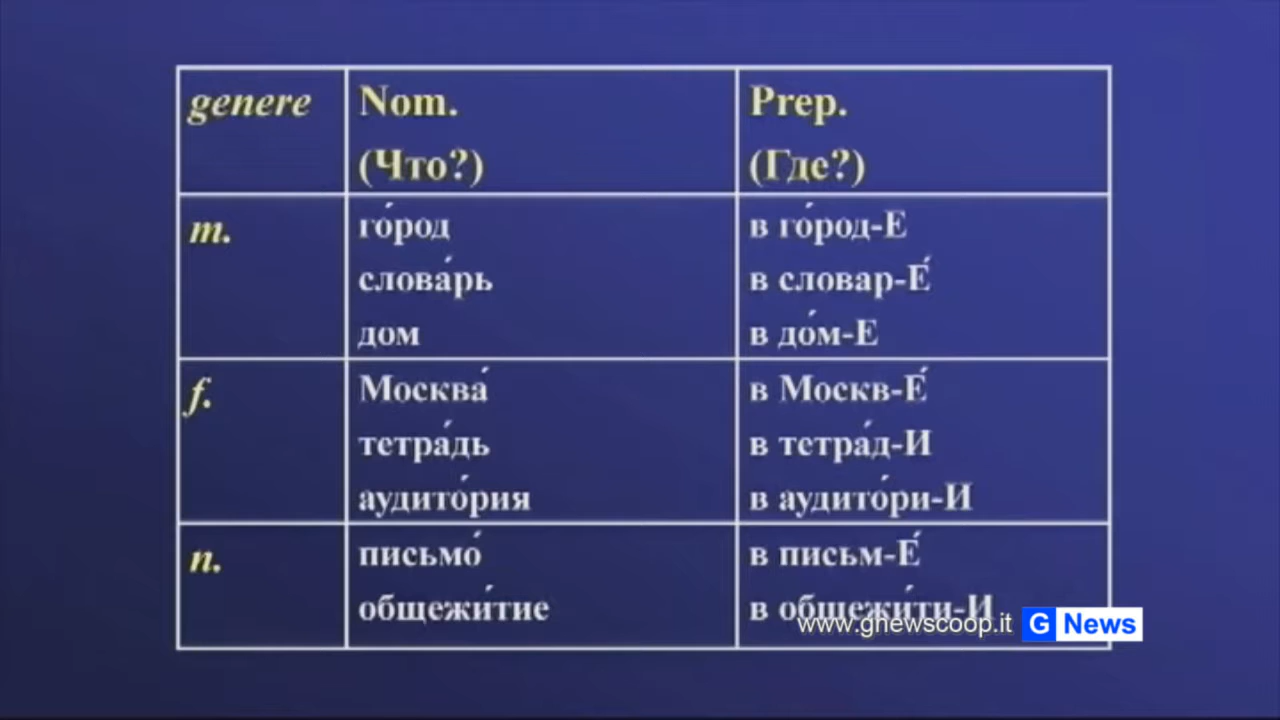 genere Nom. Prep.
(Что?) (Где?)
m. го́род в го́род-Е
слова́рь в словар-Е́
дом в до́м-Е
f. Москва́ в Москв-Е́
тетра́дь в тетра́д-И
аудито́рия в аудито́ри-И
n. письмо́ в письм-Е́
общежи́тие в общежи́ти-И
www.gnewscoop.it G News